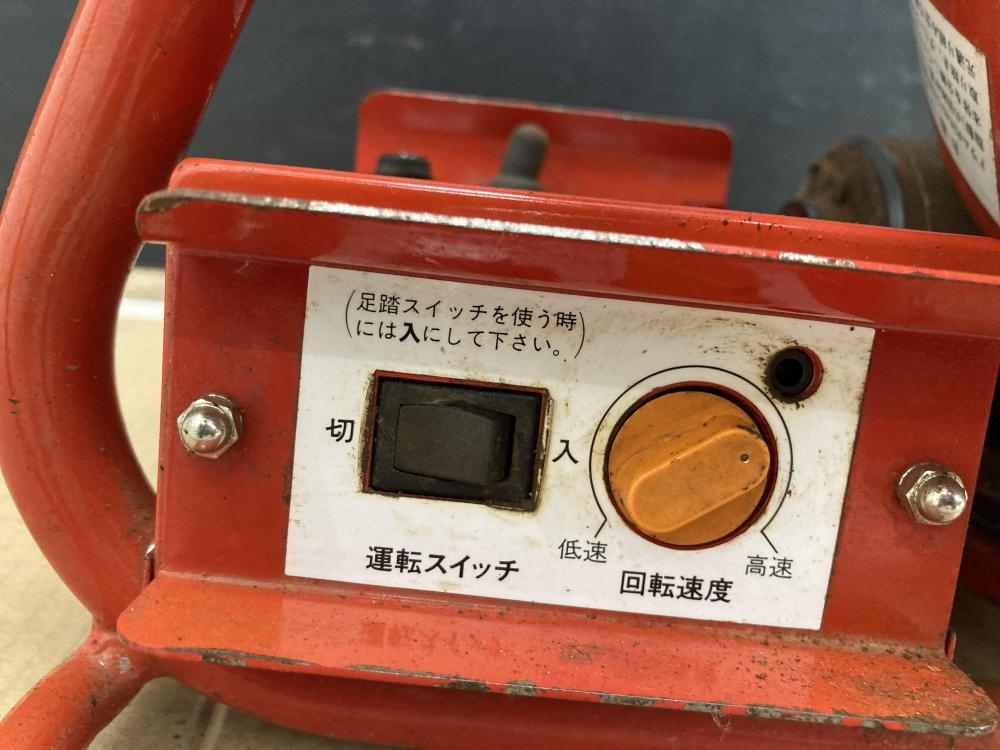 (足踏スイッチを使う時
には入にして下さい。)
切
入
運転スイッチ
低速
高速
回転速度